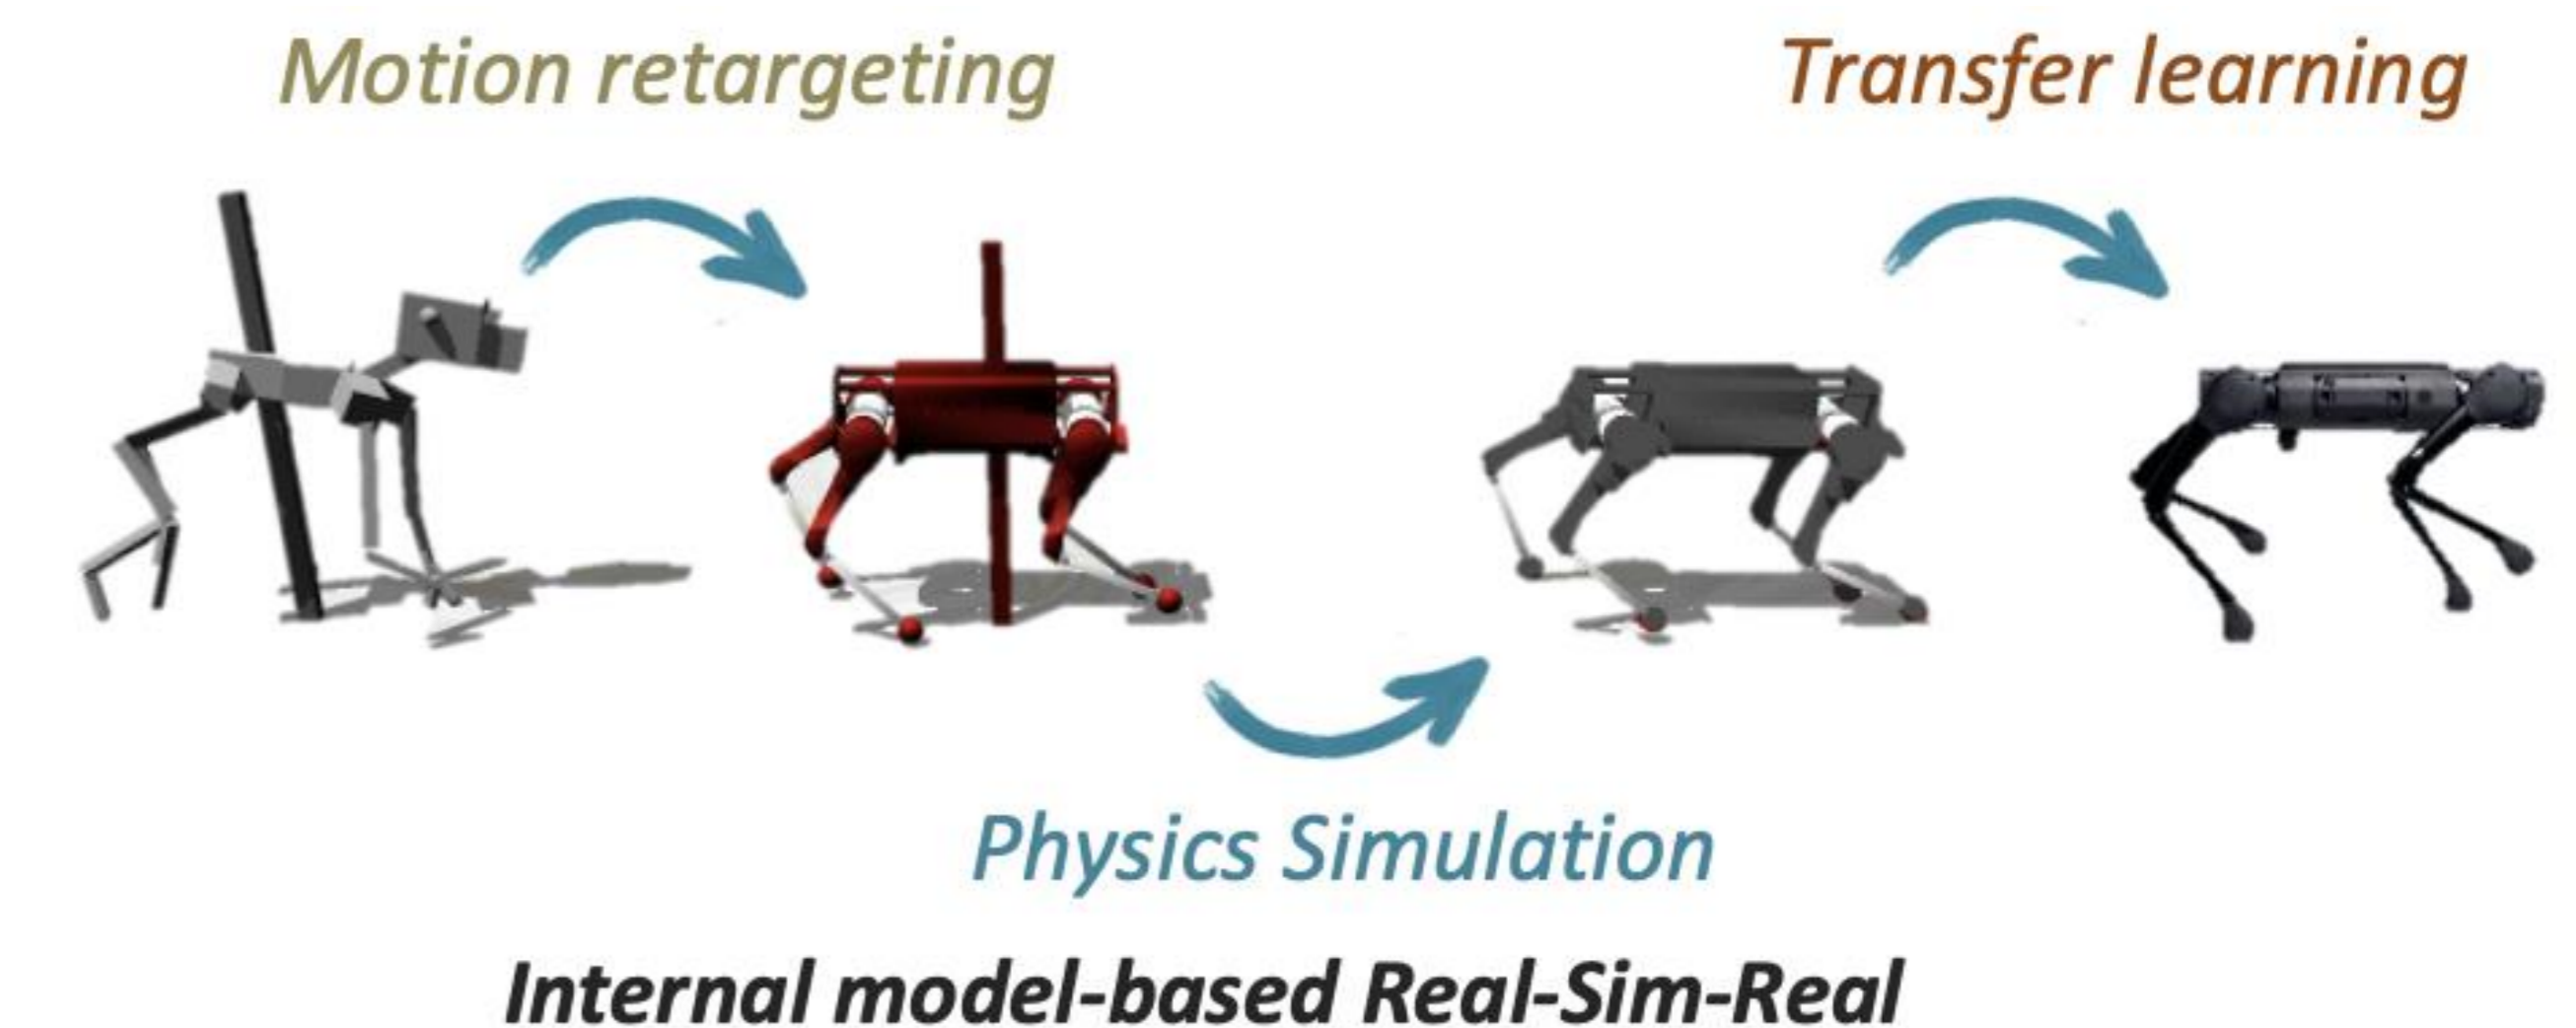 Motion retargeting
Transfer learning
Physics Simulation
Internal model-based Real-Sim-Real